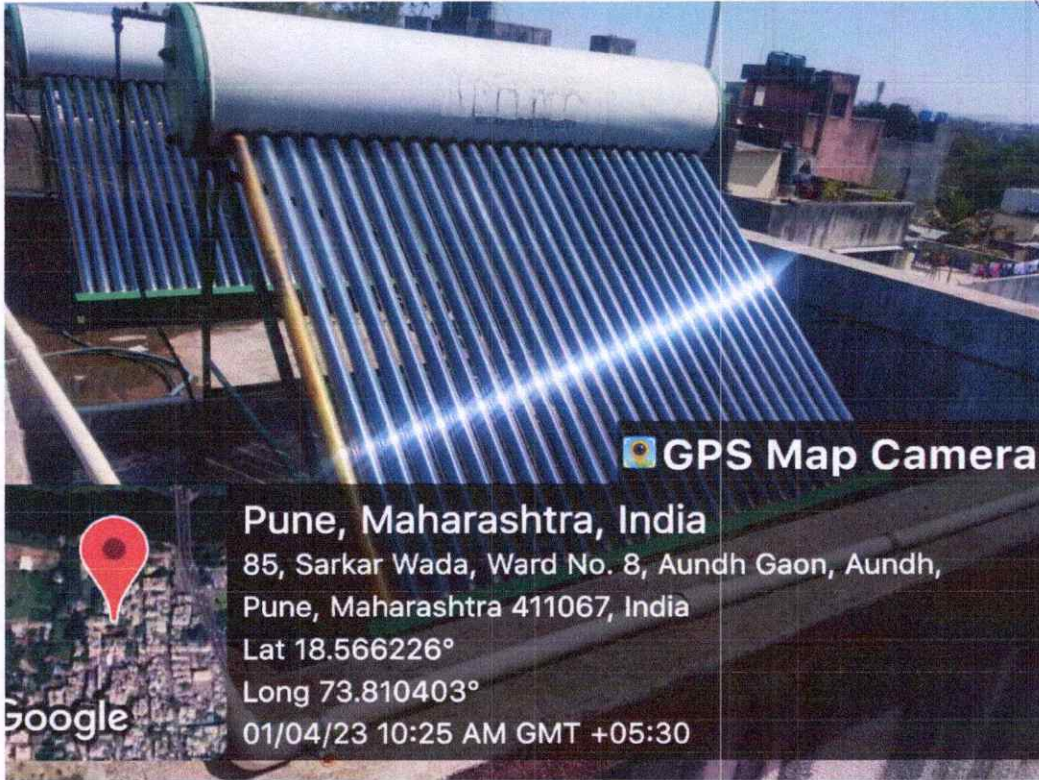 GPS Map Camera
Pune, Maharashtra, India
85, Sarkar Wada, Ward No. 8, Aundh Gaon, Aundh,
Pune, Maharashtra 411067, India
Lat 18.566226°
Long 73.810403°
01/04/23 10:25 AM GMT +05:30
Google